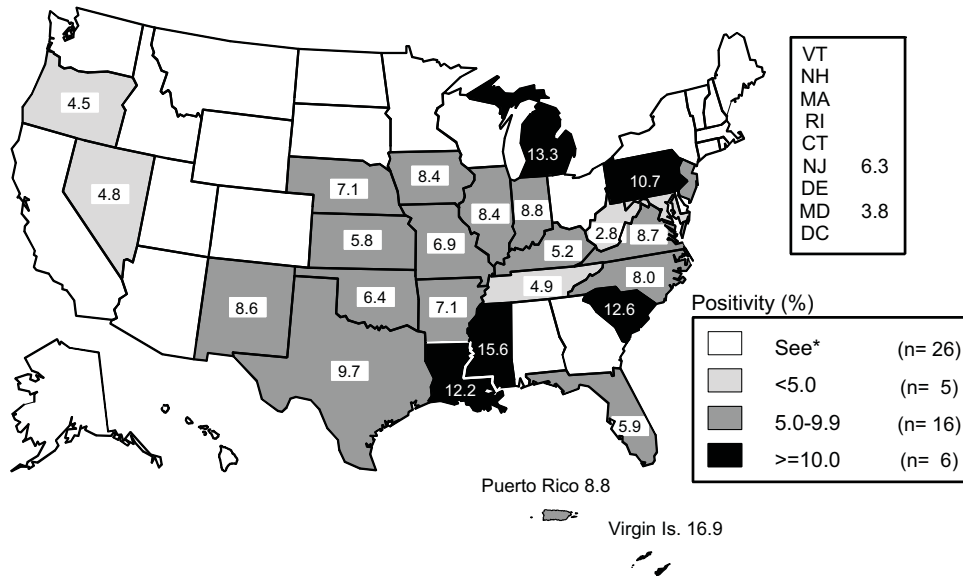 VT
NH
MA
RI
CT
NJ 6.3
DE
MD 3.8
DC
4.5
4.8
13.3
10.7
7.1
8.4
8.4
8.8
2.8
8.7
5.8
6.9
5.2
8.6
6.4
7.1
4.9
8.0
12.6
15.6
9.7
12.2
5.9
Positivity (%)
See* (n= 26)
<5.0 (n= 5)
5.0-9.9 (n= 16)
>=10.0 (n= 6)
Puerto Rico 8.8
Virgin Is. 16.9